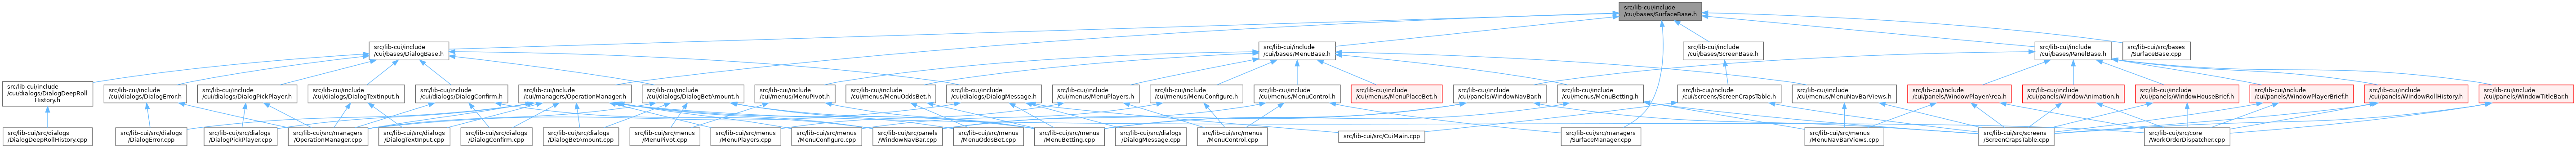 src/lib-cui/include
/cui/bases/SurfaceBase.h
src/lib-cui/include
/cui/bases/DialogBase.h
src/lib-cui/include
/cui/bases/MenuBase.h
src/lib-cui/include
/cui/bases/ScreenBase.h
src/lib-cui/include
/cui/bases/PanelBase.h
src/lib-cui/src/bases
/SurfaceBase.cpp
src/lib-cui/include
/cui/dialogs/DialogDeepRoll
History.h
src/lib-cui/include
/cui/dialogs/DialogError.h
src/lib-cui/include
/cui/dialogs/DialogPickPlayer.h
src/lib-cui/include
/cui/dialogs/DialogTextInput.h
src/lib-cui/include
/cui/dialogs/DialogConfirm.h
src/lib-cui/include
/cui/managers/OperationManager.h
src/lib-cui/include
/cui/dialogs/DialogBetAmount.h
src/lib-cui/include
/cui/menus/MenuPivot.h
src/lib-cui/include
/cui/menus/MenuOddsBet.h
src/lib-cui/include
/cui/dialogs/DialogMessage.h
src/lib-cui/include
/cui/menus/MenuPlayers.h
src/lib-cui/include
/cui/menus/MenuConfigure.h
src/lib-cui/include
/cui/menus/MenuControl.h
src/lib-cui/include
/cui/menus/MenuPlaceBet.h
src/lib-cui/include
/cui/panels/WindowNavBar.h
src/lib-cui/include
/cui/menus/MenuBetting.h
src/lib-cui/include
/cui/screens/ScreenCrapsTable.h
src/lib-cui/include
/cui/menus/MenuNavBarViews.h
src/lib-cui/include
/cui/panels/WindowPlayerArea.h
src/lib-cui/include
/cui/panels/WindowAnimation.h
src/lib-cui/include
/cui/panels/WindowHouseBrief.h
src/lib-cui/include
/cui/panels/WindowPlayerBrief.h
src/lib-cui/include
/cui/panels/WindowRollHistory.h
src/lib-cui/include
/cui/panels/WindowTitleBar.h
src/lib-cui/src/dialogs
/DialogDeepRollHistory.cpp
src/lib-cui/src/dialogs
/DialogError.cpp
src/lib-cui/src/dialogs
/DialogPickPlayer.cpp
src/lib-cui/src/managers
/OperationManager.cpp
src/lib-cui/src/dialogs
/DialogTextInput.cpp
src/lib-cui/src/dialogs
/DialogConfirm.cpp
src/lib-cui/src/dialogs
/DialogBetAmount.cpp
src/lib-cui/src/menus
/MenuPivot.cpp
src/lib-cui/src/menus
/MenuPlayers.cpp
src/lib-cui/src/menus
/MenuConfigure.cpp
src/lib-cui/src/panels
/WindowNavBar.cpp
src/lib-cui/src/menus
/MenuOddsBet.cpp
src/lib-cui/src/menus
/MenuBetting.cpp
src/lib-cui/src/dialogs
/DialogMessage.cpp
src/lib-cui/src/menus
/MenuControl.cpp
src/lib-cui/src/CuiMain.cpp
src/lib-cui/src/managers
/SurfaceManager.cpp
src/lib-cui/src/menus
/MenuNavBarViews.cpp
src/lib-cui/src/screens
/ScreenCrapsTable.cpp
src/lib-cui/src/core
/WorkOrderDispatcher.cpp